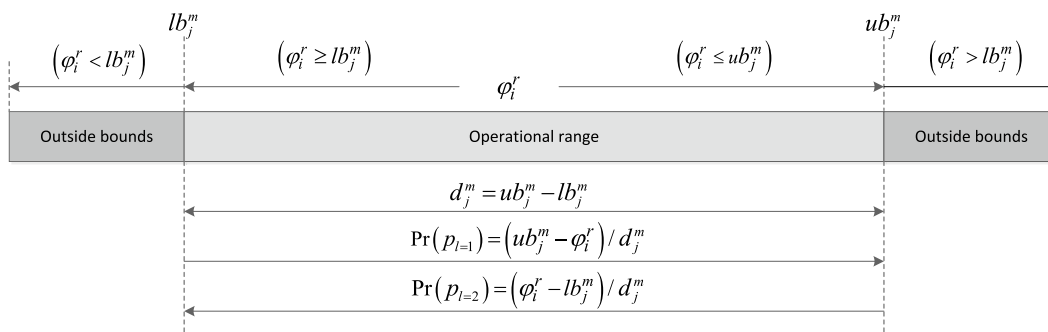 lb_j^m ub_j^m
(φ_i^r < lb_j^m) (φ_i^r ≥ lb_j^m) (φ_i^r ≤ ub_j^m) (φ_i^r > lb_j^m)
φ_i^r
Outside bounds Operational range Outside bounds
d_j^m = ub_j^m − lb_j^m
Pr(p_{l=1}) = (ub_j^m − φ_i^r) / d_j^m
Pr(p_{l=2}) = (φ_i^r − lb_j^m) / d_j^m